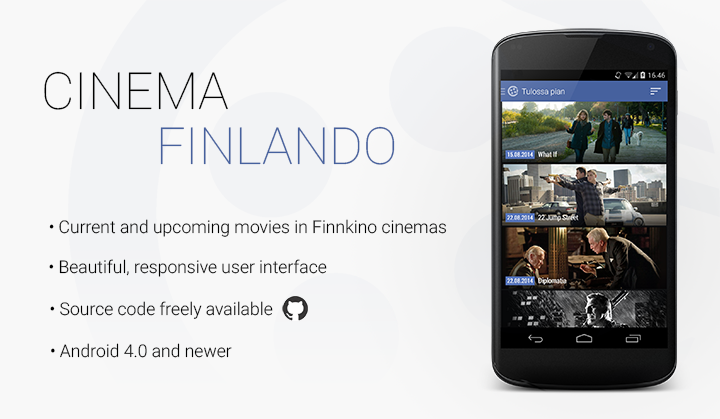 CINEMA
FINLANDO
• Current and upcoming movies in Finnkino cinemas
• Beautiful, responsive user interface
• Source code freely available
• Android 4.0 and newer
16.46
Tulossa pian
15.08.2014 What If
22.08.2014 22 Jump Street
22.08.2014 Diplomatia